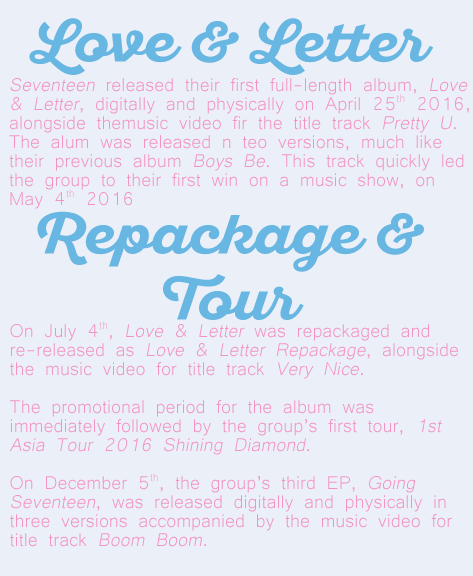 Love & Letter
Seventeen released their first full-length album, Love
& Letter, digitally and physically on April 25th 2016,
alongside themusic video fir the title track Pretty U.
The alum was released n teo versions, much like
their previous album Boys Be. This track quickly led
the group to their first win on a music show, on
May 4th 2016
Repackage &
Tour
On July 4th, Love & Letter was repackaged and
re-released as Love & Letter Repackage, alongside
the music video for title track Very Nice.
The promotional period for the album was
immediately followed by the group's first tour, 1st
Asia Tour 2016 Shining Diamond.
On December 5th, the group's third EP, Going
Seventeen, was released digitally and physically in
three versions accompanied by the music video for
title track Boom Boom.